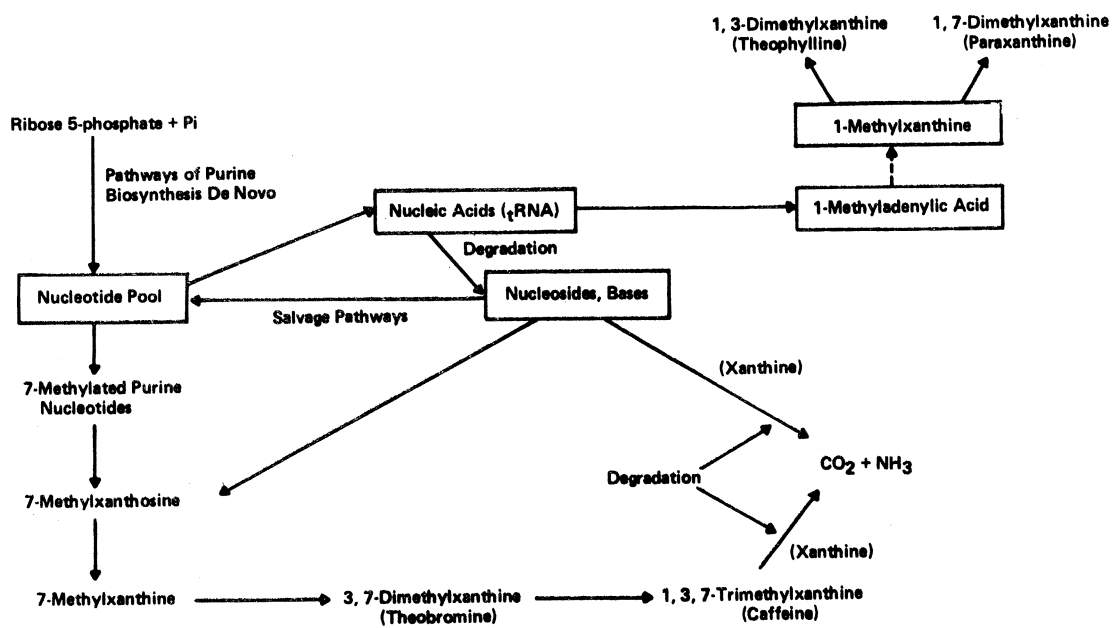 1, 3-Dimethylxanthine
(Theophylline)
1, 7-Dimethylxanthine
(Paraxanthine)
Ribose 5-phosphate + Pi
1-Methylxanthine
Pathways of Purine
Biosynthesis De Novo
Nucleic Acids (tRNA)
1-Methyladenylic Acid
Degradation
Nucleotide Pool
Nucleosides, Bases
Salvage Pathways
(Xanthine)
7-Methylated Purine
Nucleotides
CO2 + NH3
Degradation
7-Methylxanthosine
(Xanthine)
7-Methylxanthine
3, 7-Dimethylxanthine
(Theobromine)
1, 3, 7-Trimethylxanthine
(Caffeine)